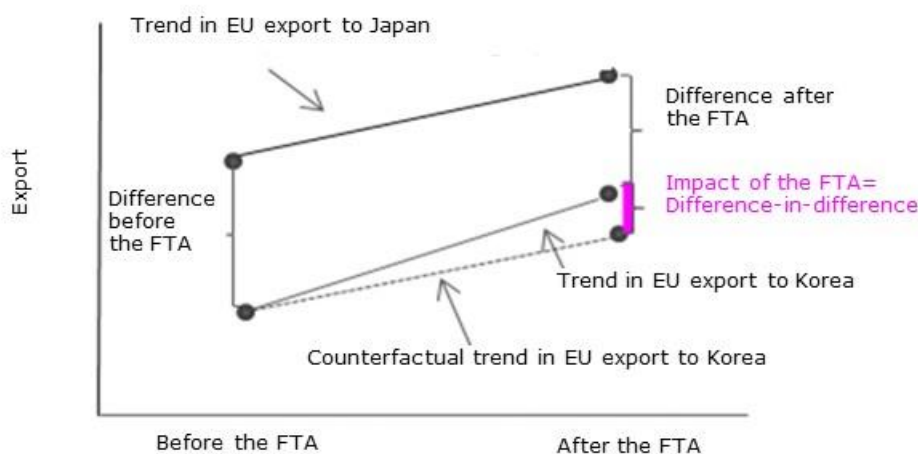 Trend in EU export to Japan
Difference after
the FTA
Export
Difference
before
the FTA
Impact of the FTA=
Difference-in-difference
Trend in EU export to Korea
Counterfactual trend in EU export to Korea
Before the FTA
After the FTA